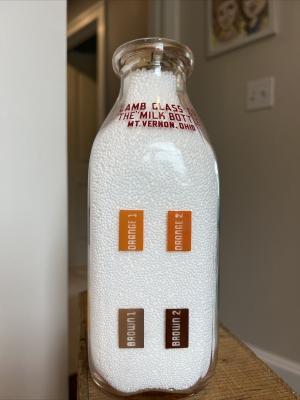 LAMB GLASS
"THE" MILK BOTT
MT. VERNON, OHIO
ORANGE 1
ORANGE 2
BROWN 1
BROWN 2